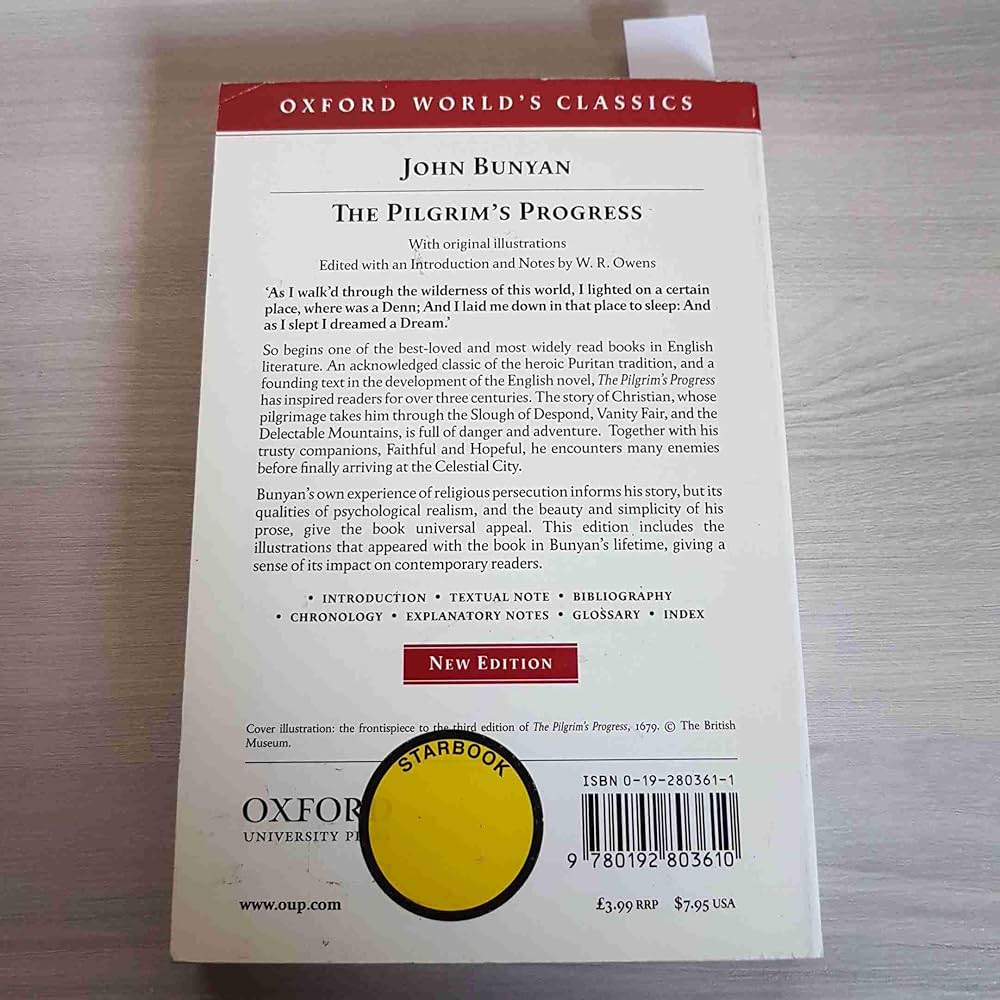 OXFORD WORLD'S CLASSICS
JOHN BUNYAN
THE PILGRIM'S PROGRESS
With original illustrations
Edited with an Introduction and Notes by W. R. Owens
'As I walk'd through the wilderness of this world, I lighted on a certain
place, where was a Denn; And I laid me down in that place to sleep: And
as I slept I dreamed a Dream.'
So begins one of the best-loved and most widely read books in English
literature. An acknowledged classic of the heroic Puritan tradition, and a
founding text in the development of the English novel, The Pilgrim's Progress
has inspired readers for over three centuries. The story of Christian, whose
pilgrimage takes him through the Slough of Despond, Vanity Fair, and the
Delectable Mountains, is full of danger and adventure. Together with his
trusty companions, Faithful and Hopeful, he encounters many enemies
before finally arriving at the Celestial City.
Bunyan's own experience of religious persecution informs his story, but its
qualities of psychological realism, and the beauty and simplicity of his
prose, give the book universal appeal. This edition includes the
illustrations that appeared with the book in Bunyan's lifetime, giving a
sense of its impact on contemporary readers.
• INTRODUCTION • TEXTUAL NOTE • BIBLIOGRAPHY
• CHRONOLOGY • EXPLANATORY NOTES • GLOSSARY • INDEX
NEW EDITION
Cover illustration: the frontispiece to the third edition of The Pilgrim's Progress, 1679. © The British
Museum.
STARBOOK
OXFOR
UNIVERSITY
www.oup.com
ISBN 0-19-280361-1
9 780192 803610
£3.99 RRP $7.95 USA